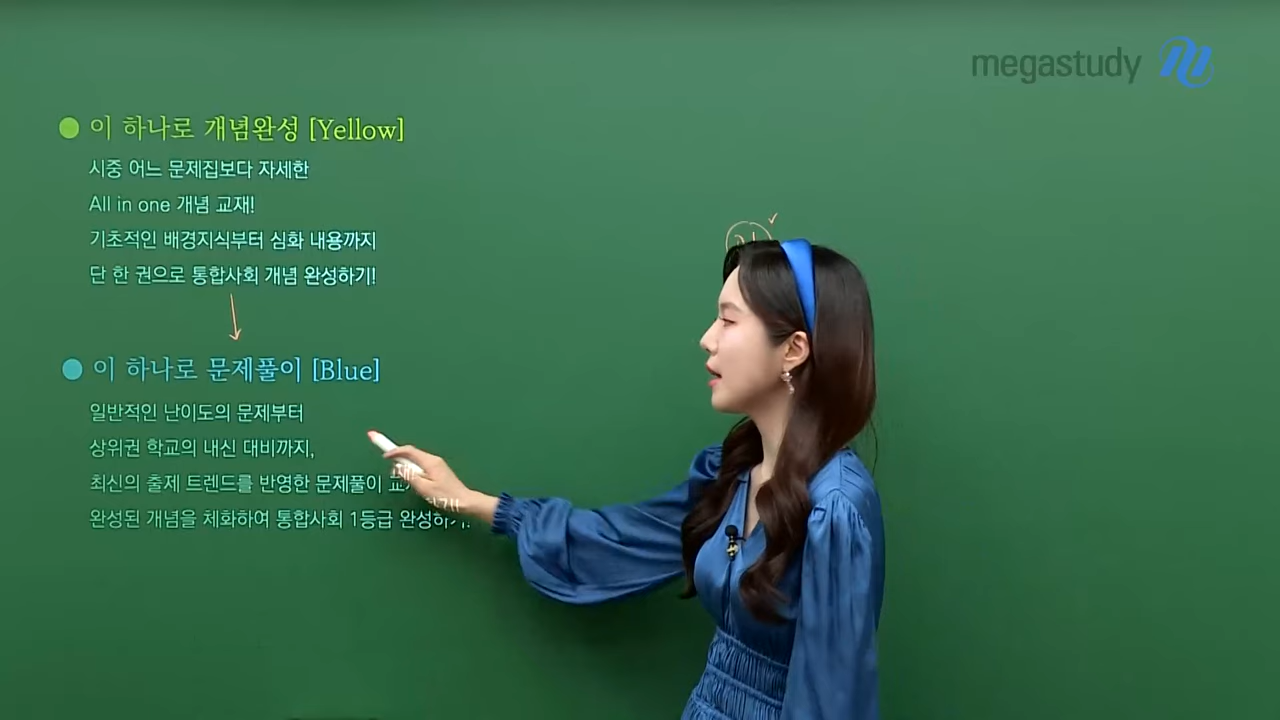 megastudy
이 하나로 개념완성 [Yellow]
시중 어느 문제집보다 자세한
All in one 개념 교재!
기초적인 배경지식부터 심화 내용까지
단 한 권으로 통합사회 개념 완성하기!
이 하나로 문제풀이 [Blue]
일반적인 난이도의 문제부터
상위권 학교의 내신 대비까지,
최신의 출제 트렌드를 반영한 문제풀이
완성된 개념을 체화하여 통합사회 1등급 완성하기!